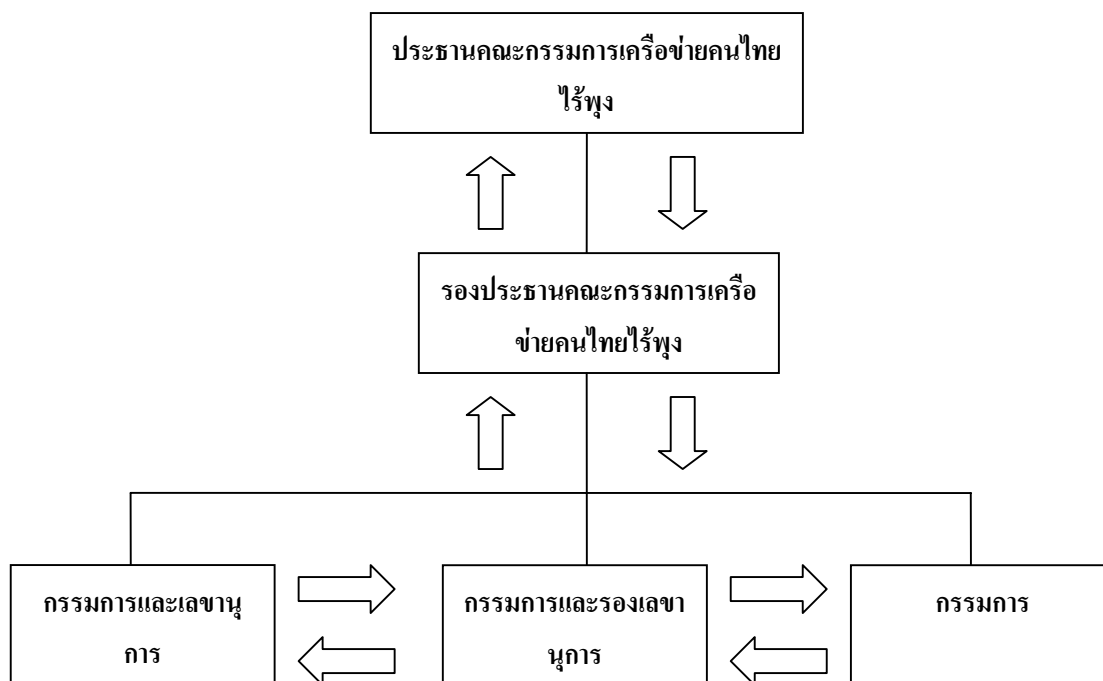 ประธานคณะกรรมการเครือข่ายคนไทย
ไร้พุง
รองประธานคณะกรรมการเครือ
ข่ายคนไทยไร้พุง
กรรมการและเลขานุ
การ
กรรมการและรองเลขา
นุการ
กรรมการ